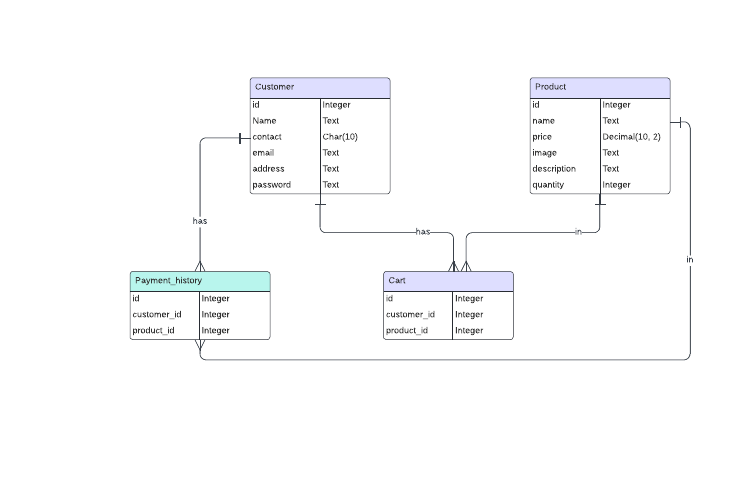 Customer
id Integer
Name Text
contact Char(10)
email Text
address Text
password Text
Product
id Integer
name Text
price Decimal(10, 2)
image Text
description Text
quantity Integer
has
has
in
in
Payment_history
id Integer
customer_id Integer
product_id Integer
Cart
id Integer
customer_id Integer
product_id Integer